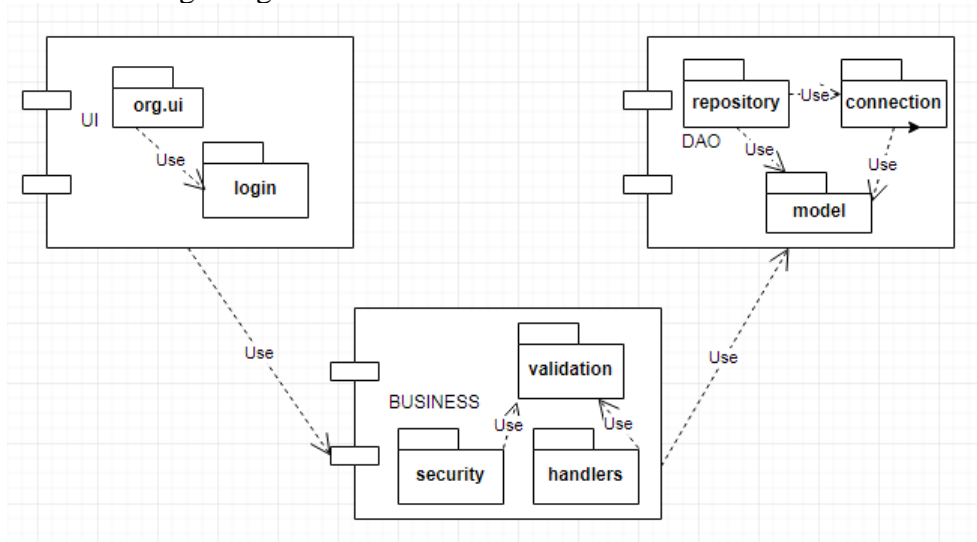 org.ui
UI
Use
login
repository
Use
connection
DAO
Use
Use
model
Use
Use
validation
BUSINESS
Use
Use
security
handlers